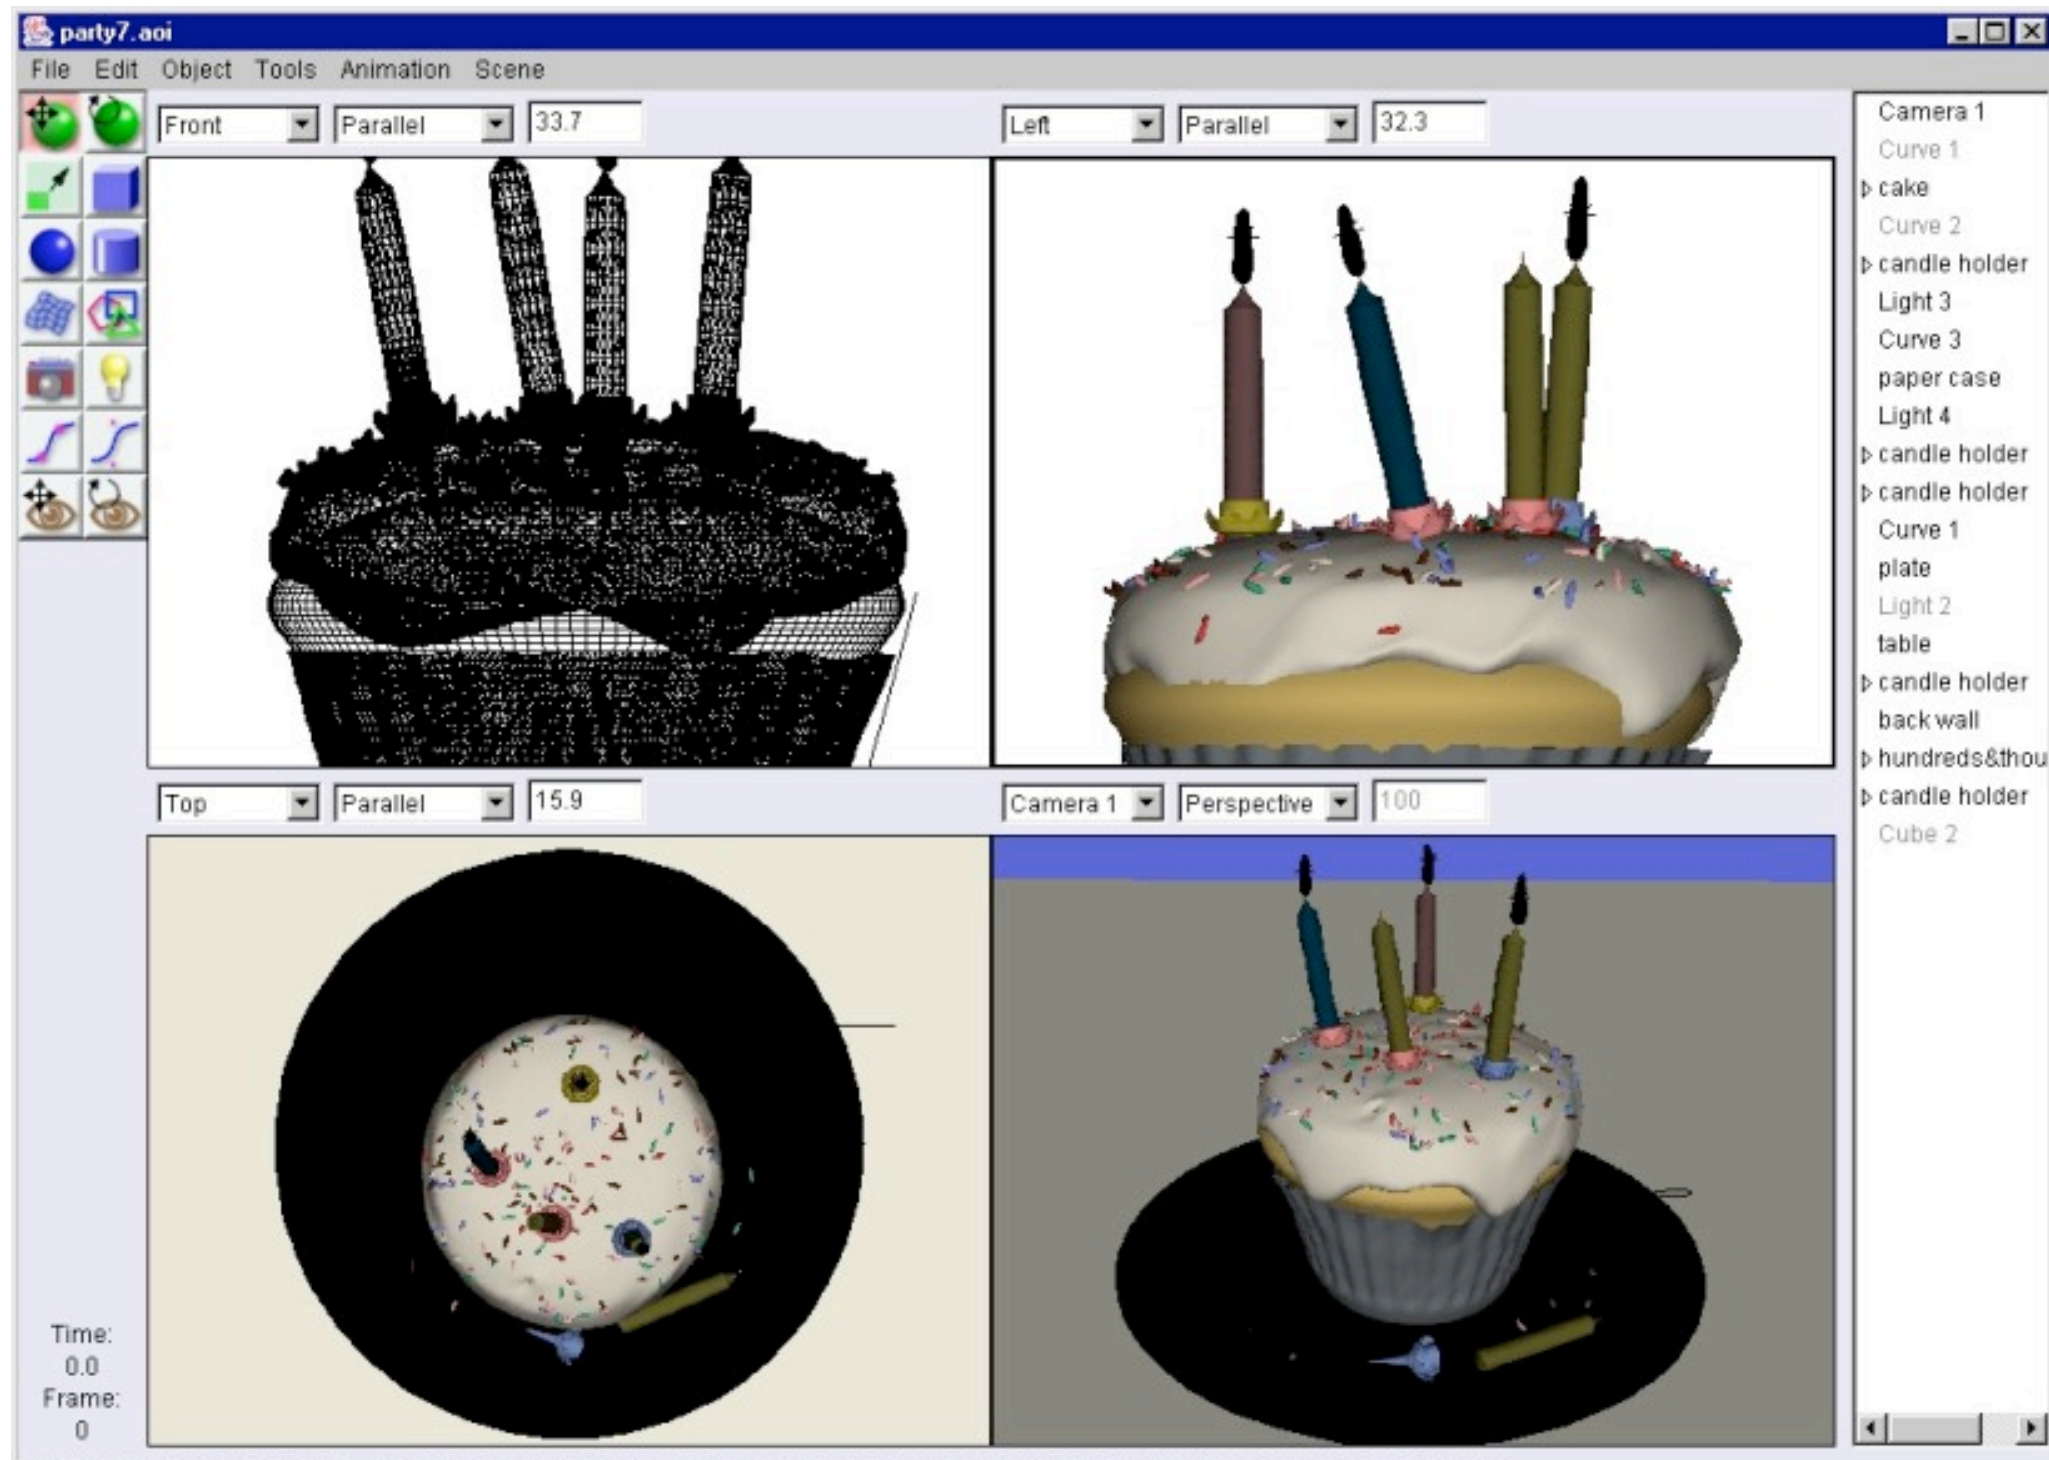 party7.aoi
File Edit Object Tools Animation Scene
Front Parallel 33.7
Left Parallel 32.3
Top Parallel 15.9
Camera 1 Perspective 100
Camera 1
Curve 1
cake
Curve 2
candle holder
Light 3
Curve 3
paper case
Light 4
candle holder
candle holder
Curve 1
plate
Light 2
table
candle holder
back wall
hundreds&thou
candle holder
Cube 2
Time:
0.0
Frame:
0